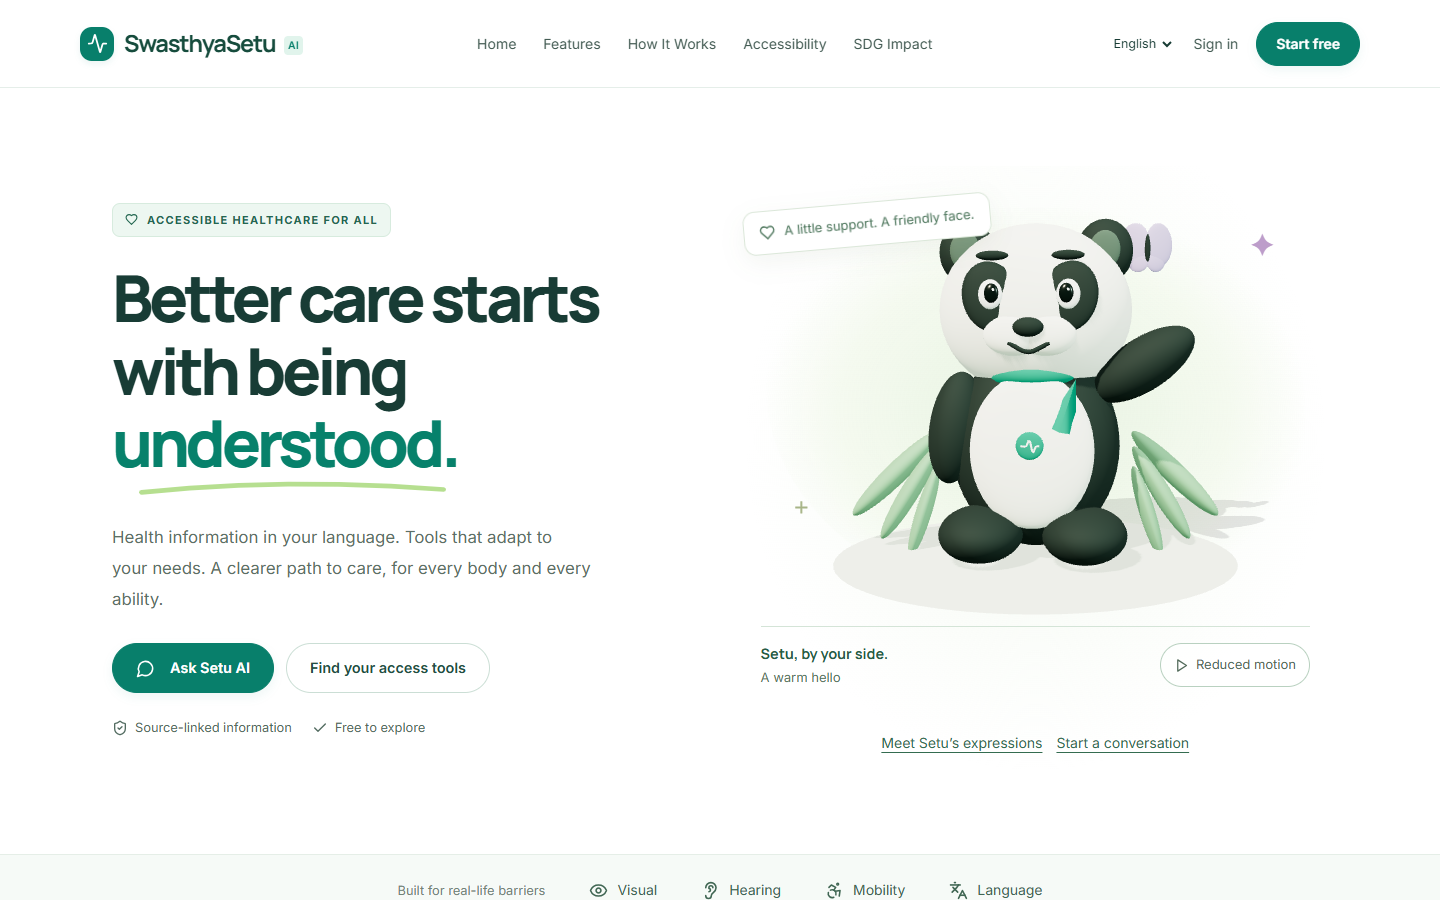 SwasthyaSetu AI
Home Features How It Works Accessibility SDG Impact
English Sign in Start free
ACCESSIBLE HEALTHCARE FOR ALL
Better care starts
with being
understood.
Health information in your language. Tools that adapt to
your needs. A clearer path to care, for every body and every
ability.
Ask Setu AI Find your access tools
Source-linked information Free to explore
A little support. A friendly face.
Setu, by your side.
A warm hello
Reduced motion
Meet Setu’s expressions Start a conversation
Built for real-life barriers Visual Hearing Mobility Language